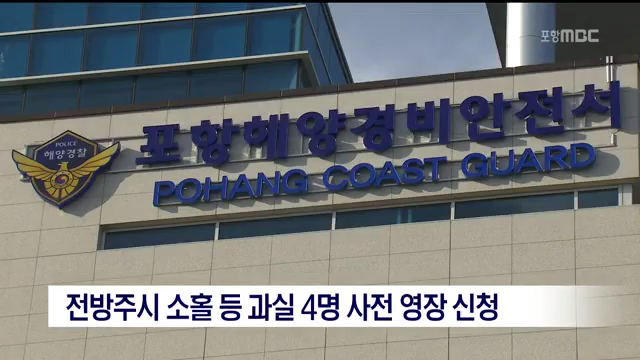 포항MBC
POLICE
해양경찰
포항해양경비안전서
POHANG COAST GUARD
전방주시 소홀 등 과실 4명 사전 영장 신청